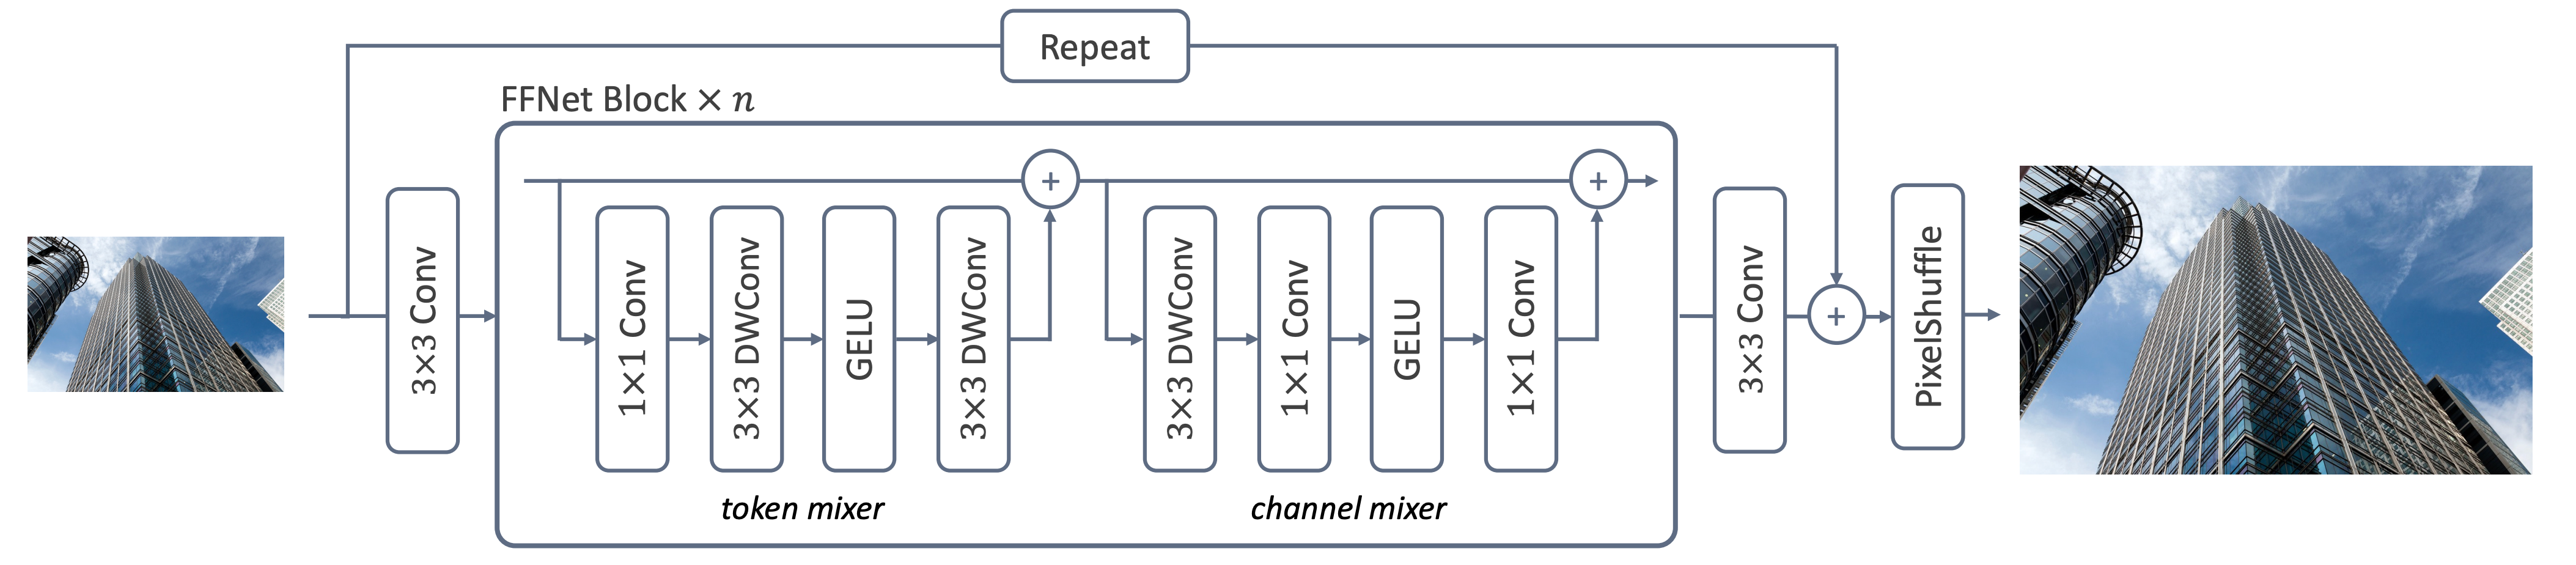 Repeat
FFNet Block × n
3×3 Conv
1×1 Conv
3×3 DWConv
GELU
3×3 DWConv
+
3×3 DWConv
1×1 Conv
GELU
1×1 Conv
+
token mixer
channel mixer
3×3 Conv
+
PixelShuffle